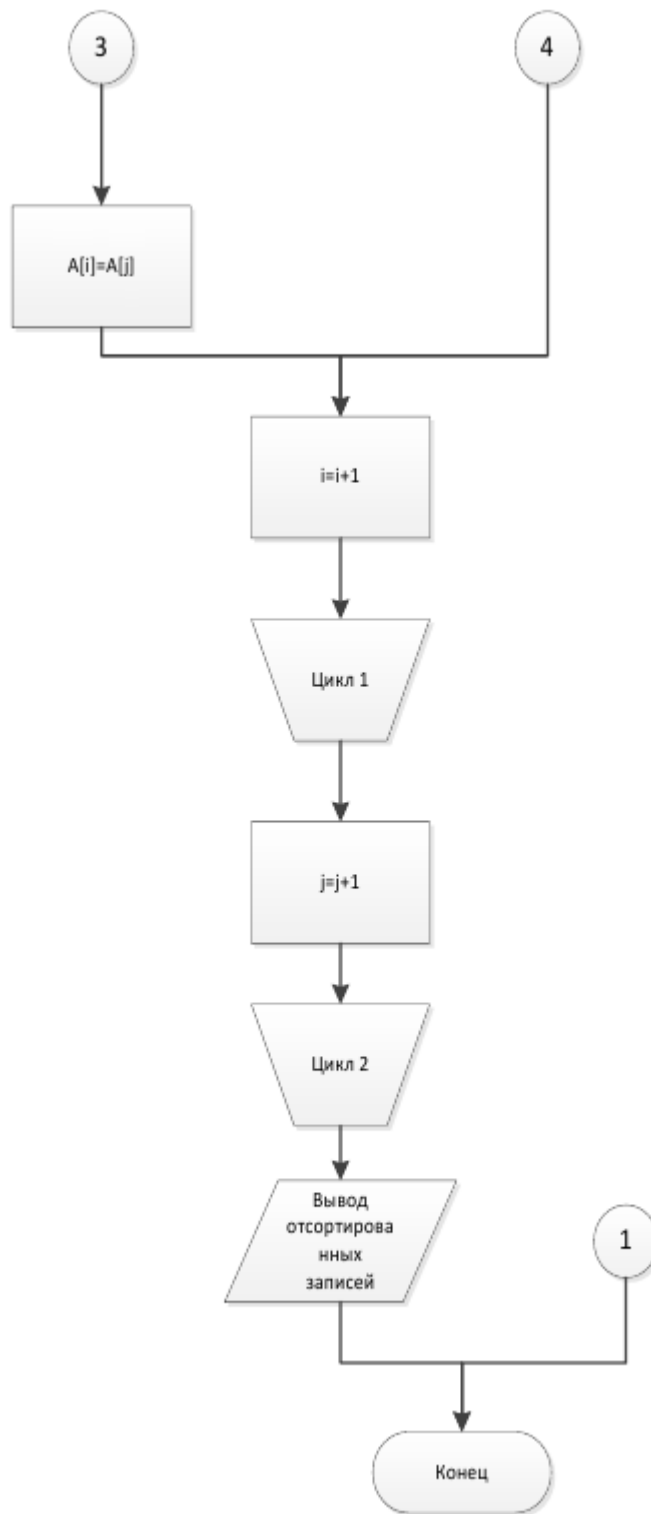 3
4
A[i]=A[j]
i=i+1
Цикл 1
j=j+1
Цикл 2
Вывод
отсортирова
нных
записей
1
Конец